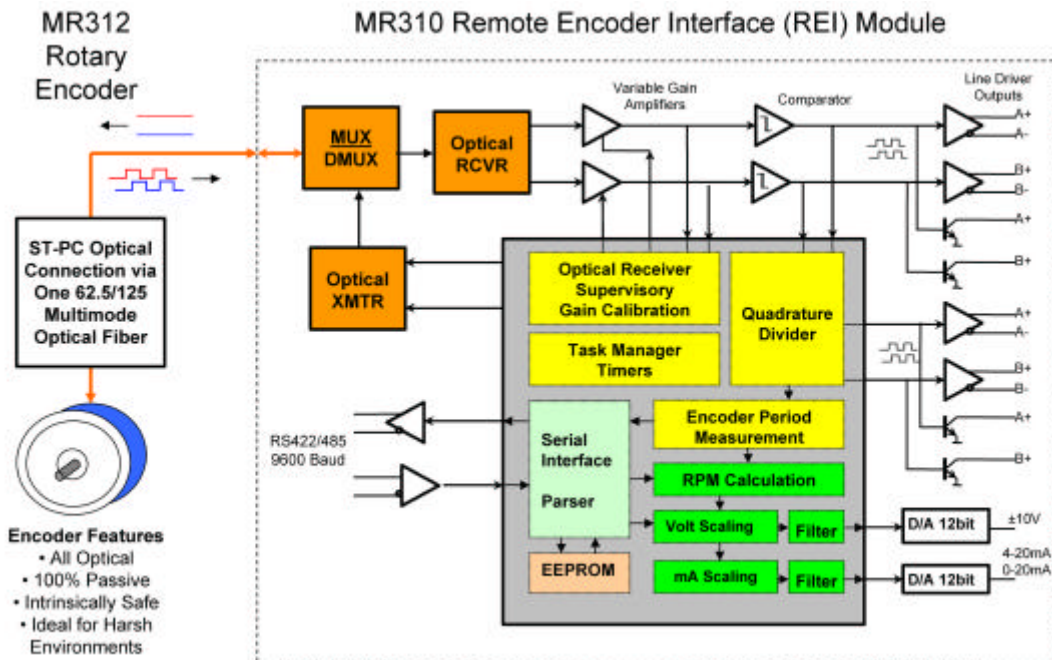 MR312
Rotary
Encoder
MR310 Remote Encoder Interface (REI) Module
Variable Gain
Amplifiers
Comparator
Line Driver
Outputs
MUX
DMUX
Optical
RCVR
A+
A-
B+
B-
A+
B+
ST-PC Optical
Connection via
One 62.5/125
Multimode
Optical Fiber
Optical
XMTR
Optical Receiver
Supervisory
Gain Calibration
Quadrature
Divider
Task Manager
Timers
A+
A-
B+
B-
A+
B+
RS422/485
9600 Baud
Serial
Interface
Parser
Encoder Period
Measurement
RPM Calculation
Volt Scaling
Filter
D/A 12bit
±10V
EEPROM
mA Scaling
Filter
D/A 12bit
4-20mA
0-20mA
Encoder Features
• All Optical
• 100% Passive
• Intrinsically Safe
• Ideal for Harsh
Environments